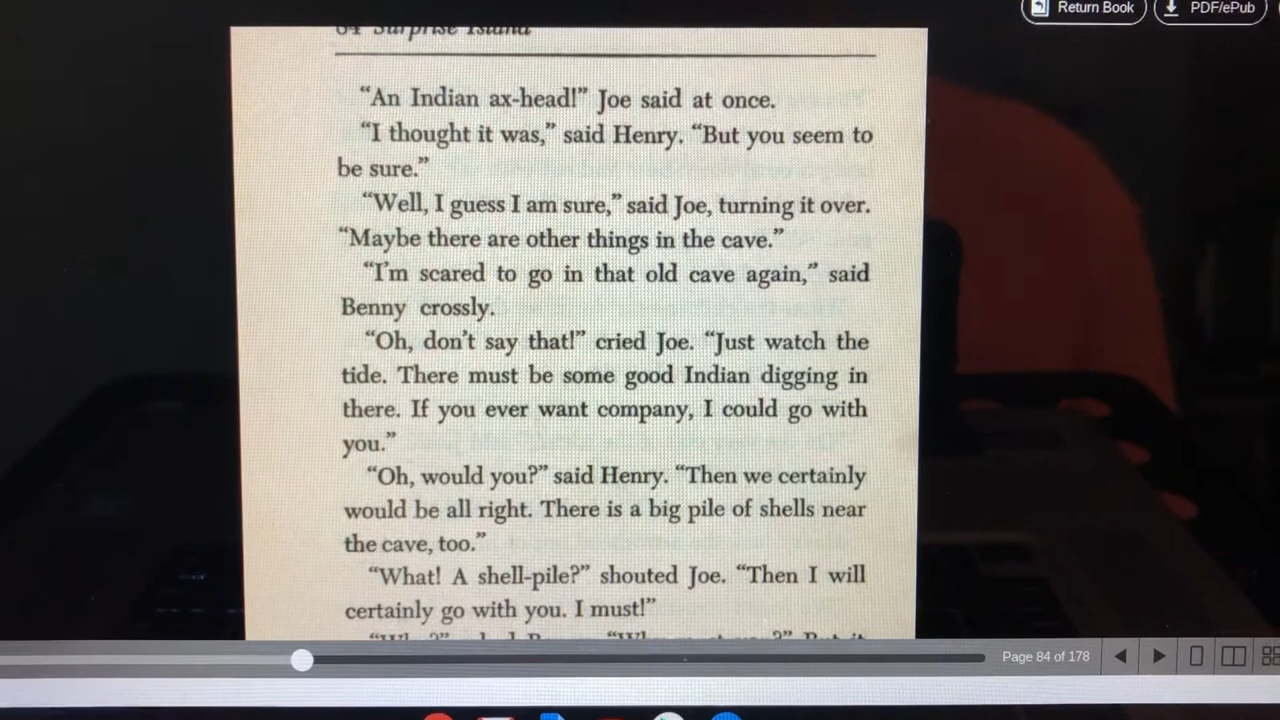 Return Book PDF/ePub
84 Surprise Island
“An Indian ax-head!” Joe said at once.
“I thought it was,” said Henry. “But you seem to
be sure.”
“Well, I guess I am sure,” said Joe, turning it over.
“Maybe there are other things in the cave.”
“I’m scared to go in that old cave again,” said
Benny crossly.
“Oh, don’t say that!” cried Joe. “Just watch the
tide. There must be some good Indian digging in
there. If you ever want company, I could go with
you.”
“Oh, would you?” said Henry. “Then we certainly
would be all right. There is a big pile of shells near
the cave, too.”
“What! A shell-pile?” shouted Joe. “Then I will
certainly go with you. I must!”
Page 84 of 178